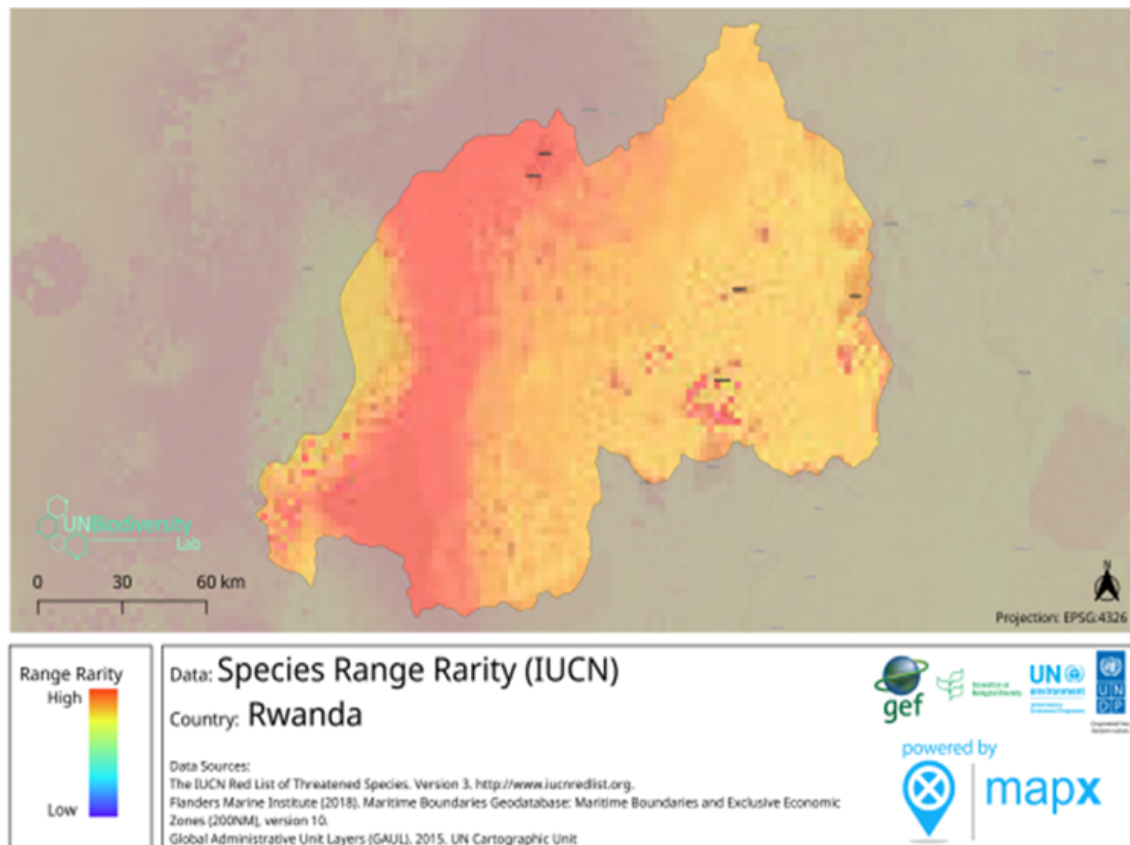 UNBiodiversity
Lab
0 30 60 km
N
Projection: EPSG:4326
Range Rarity
High
Low
Data: Species Range Rarity (IUCN)
Country: Rwanda
Data Sources:
The IUCN Red List of Threatened Species. Version 3. http://www.iucnredlist.org.
Flanders Marine Institute (2018). Maritime Boundaries Geodatabase: Maritime Boundaries and Exclusive Economic
Zones (200NM), version 10.
Global Administrative Unit Layers (GAUL). 2015. UN Cartographic Unit
gef
UN
environment
U N
D P
powered by
mapx